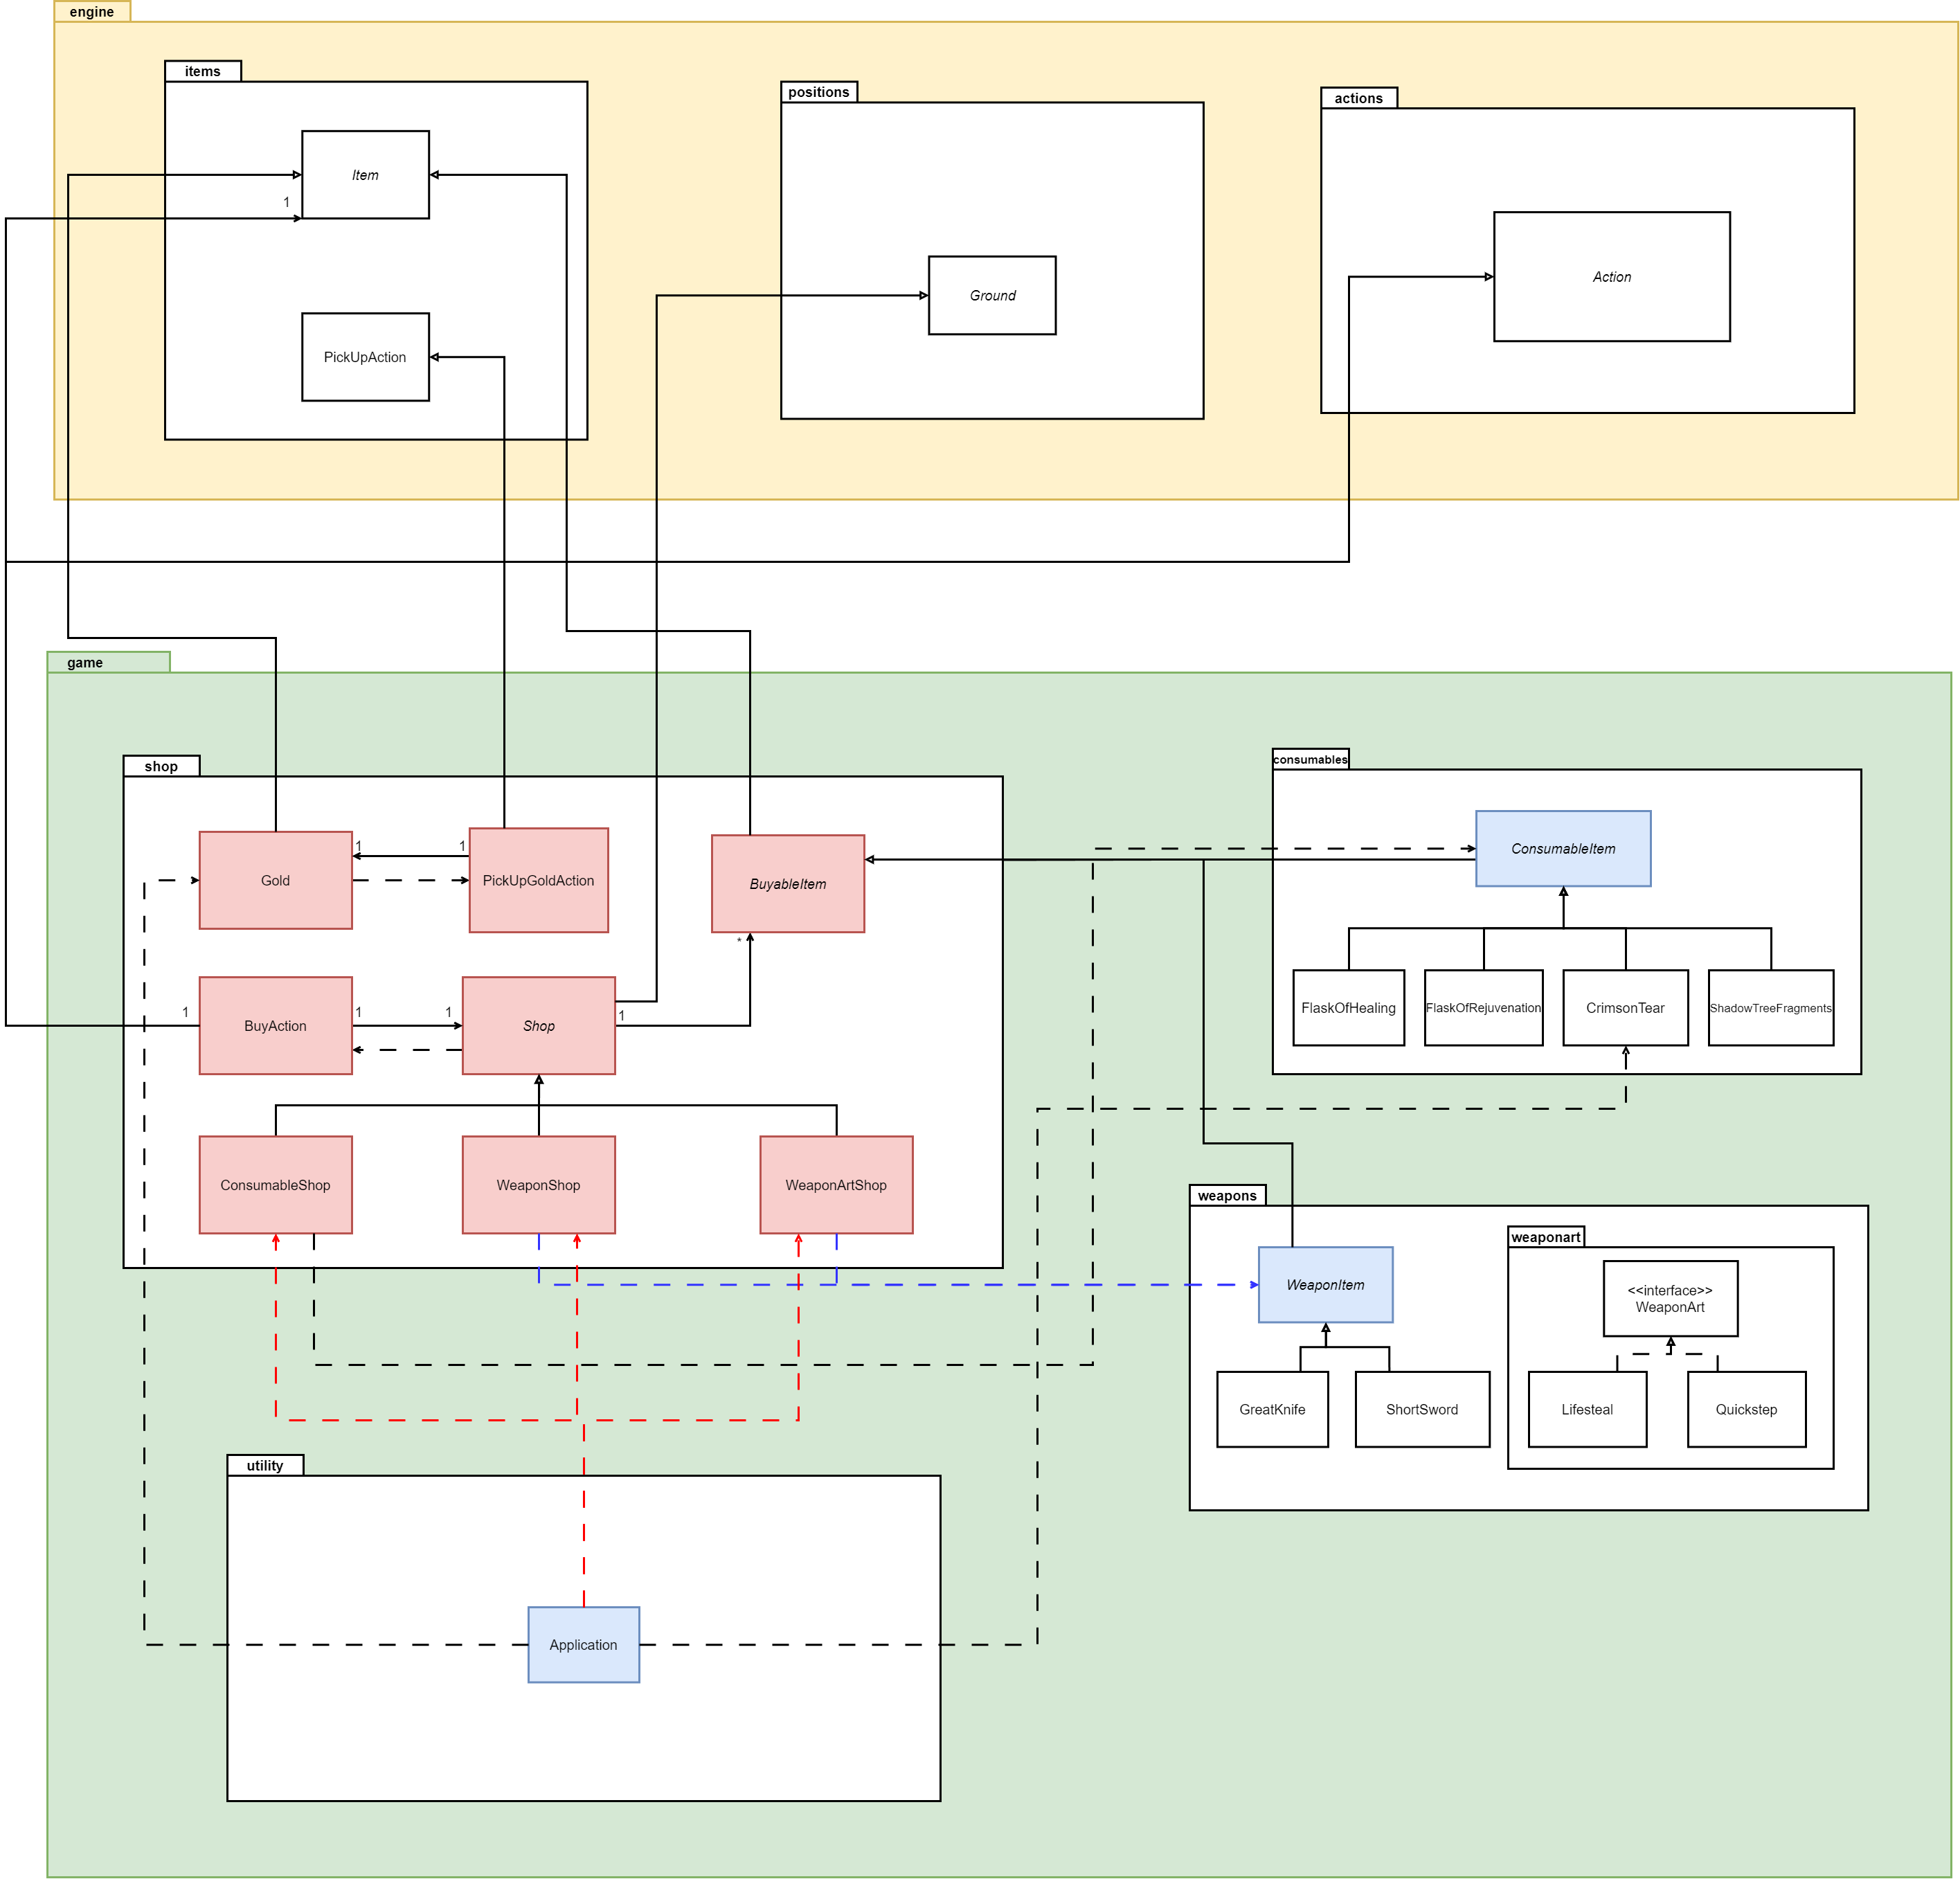 engine
items
positions
actions
Item
1
Ground
Action
PickUpAction
game
shop
consumables
Gold
1
1
PickUpGoldAction
BuyableItem
*
ConsumableItem
FlaskOfHealing
FlaskOfRejuvenation
CrimsonTear
ShadowTreeFragments
1
BuyAction
1
1
Shop
1
ConsumableShop
WeaponShop
WeaponArtShop
weapons
WeaponItem
weaponart
<<interface>>
WeaponArt
GreatKnife
ShortSword
Lifesteal
Quickstep
utility
Application